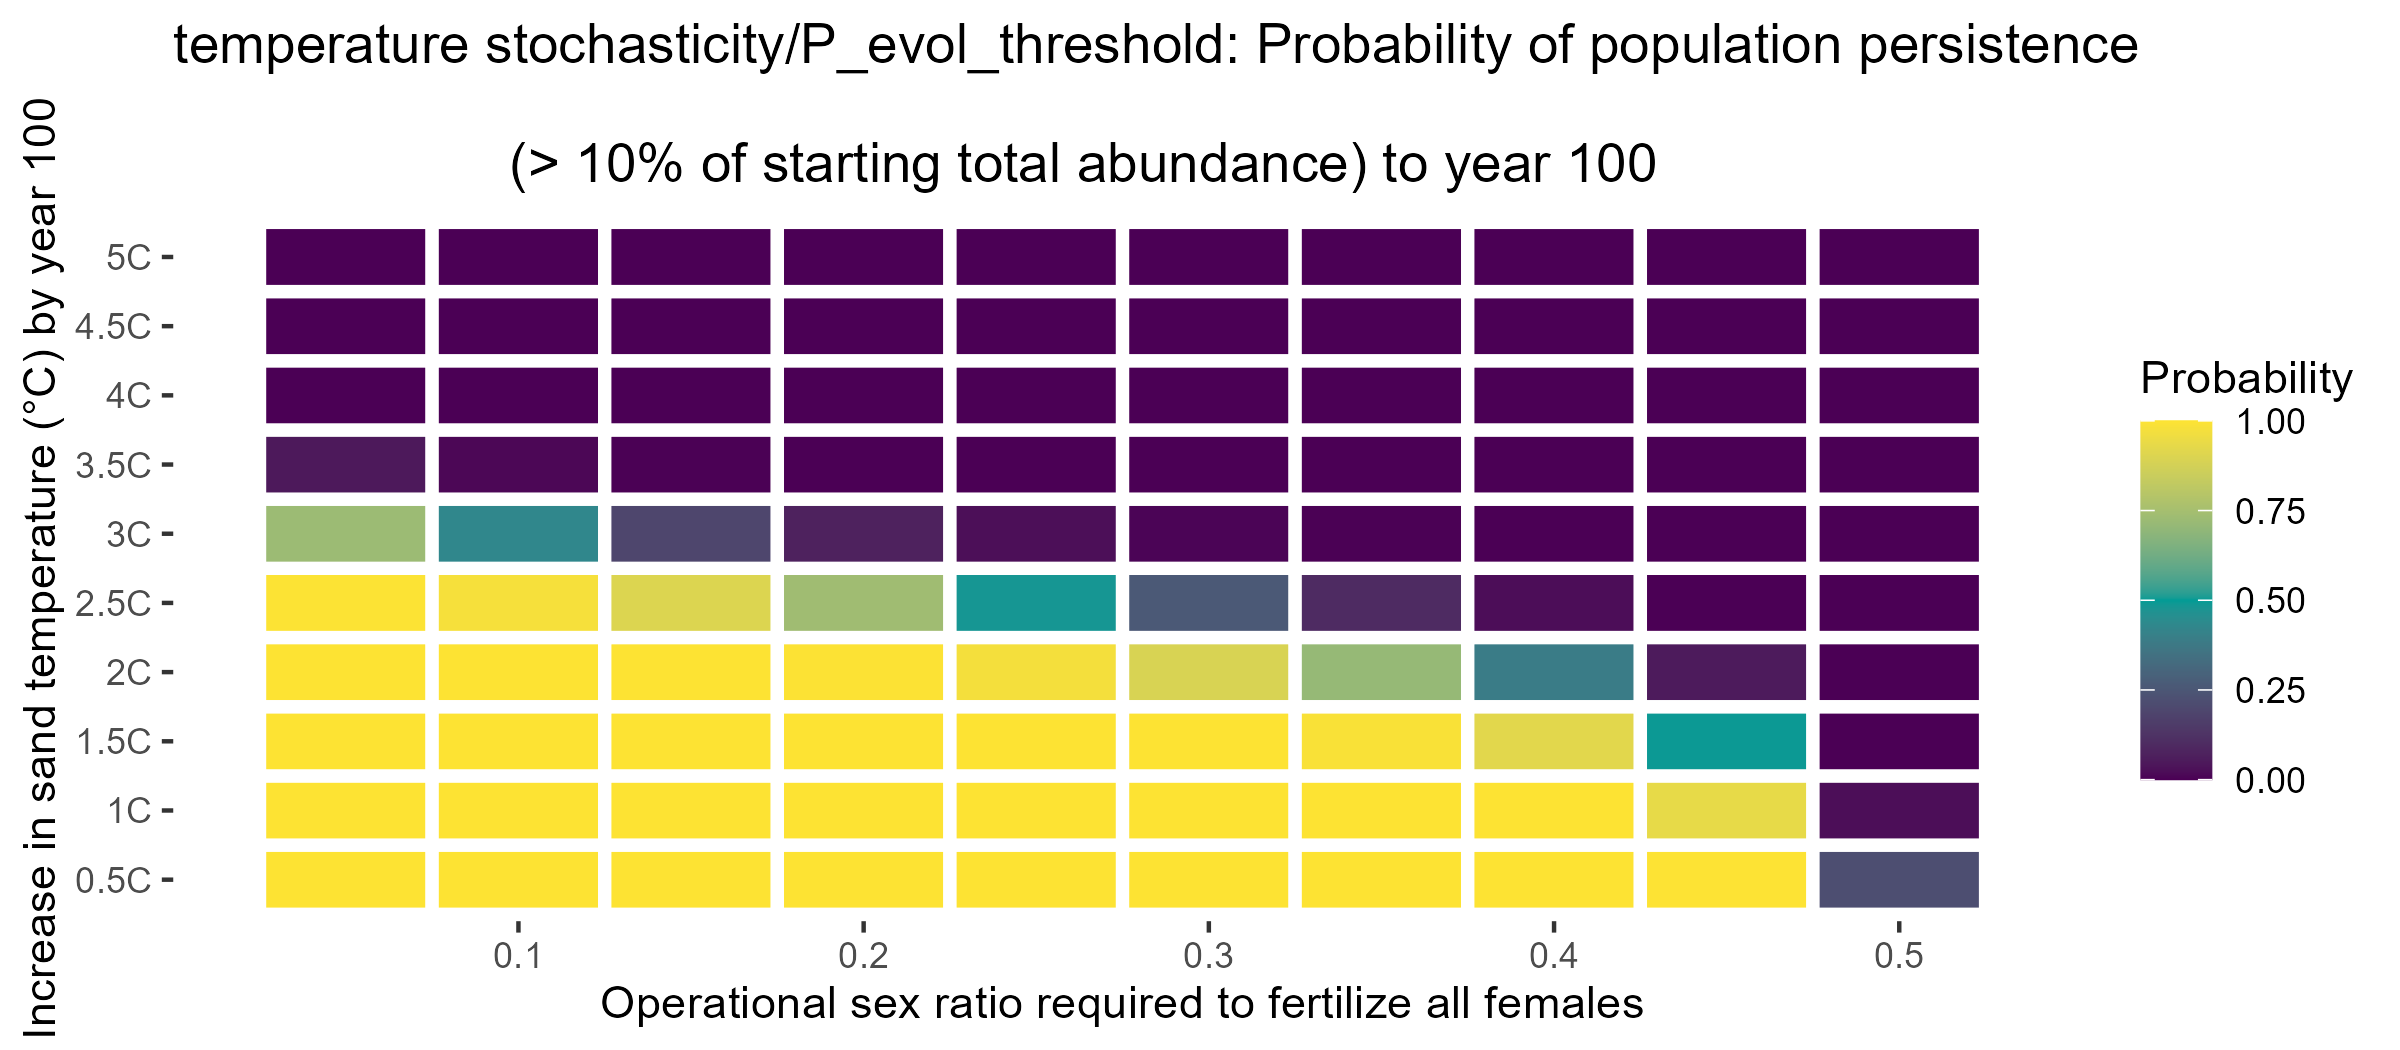 temperature stochasticity/P_evol_threshold: Probability of population persistence
(> 10% of starting total abundance) to year 100
Increase in sand temperature (°C) by year 100
5C
4.5C
4C
3.5C
3C
2.5C
2C
1.5C
1C
0.5C
0.1
0.2
0.3
0.4
0.5
Operational sex ratio required to fertilize all females
Probability
1.00
0.75
0.50
0.25
0.00